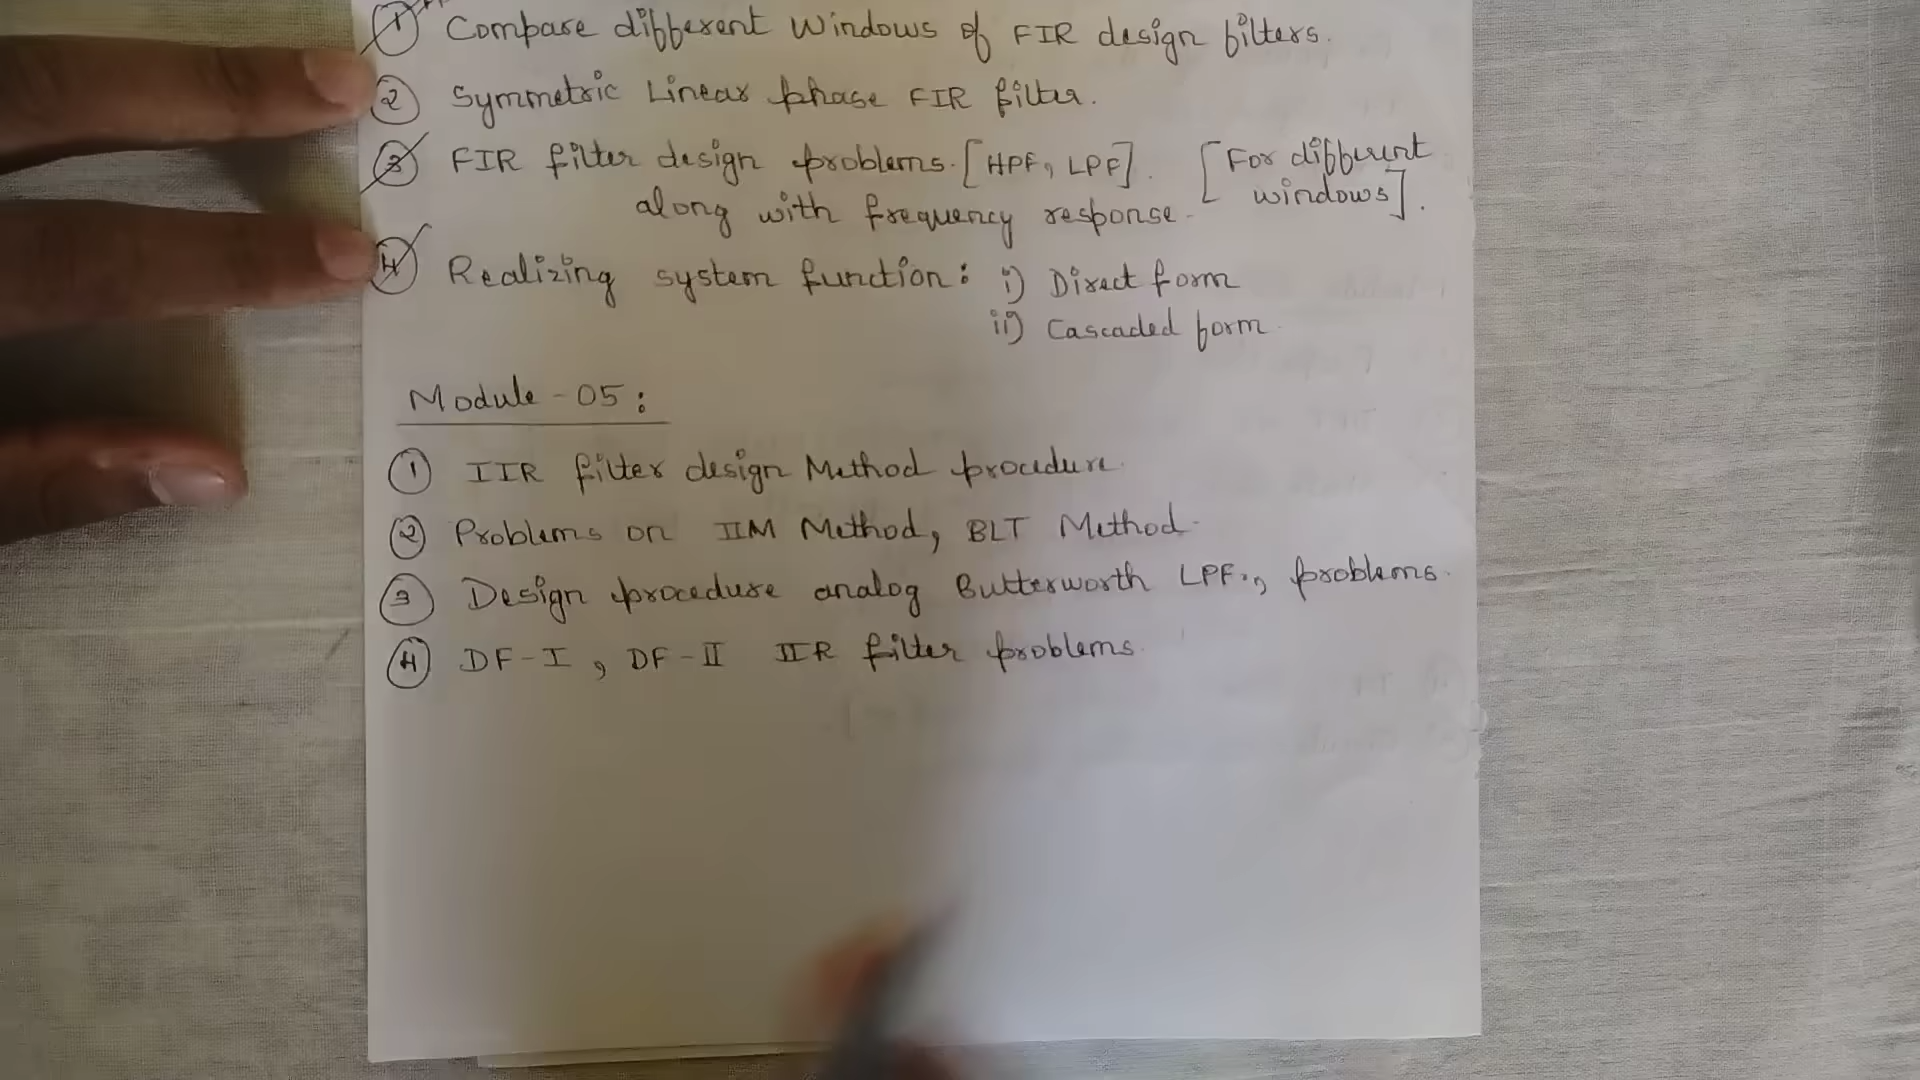 ① Compare different Windows of FIR design filters.
② Symmetric Linear phase FIR filter.
③ FIR filter design problems. [HPF, LPF]. [For different
along with frequency response. windows].
④ Realizing system function: i) Direct form
ii) Cascaded form
Module-05:
① IIR filter design Method procedure.
② Problems on IIM Method, BLT Method.
③ Design procedure analog Butterworth LPF., problems.
④ DF-I, DF-II IIR filter problems.